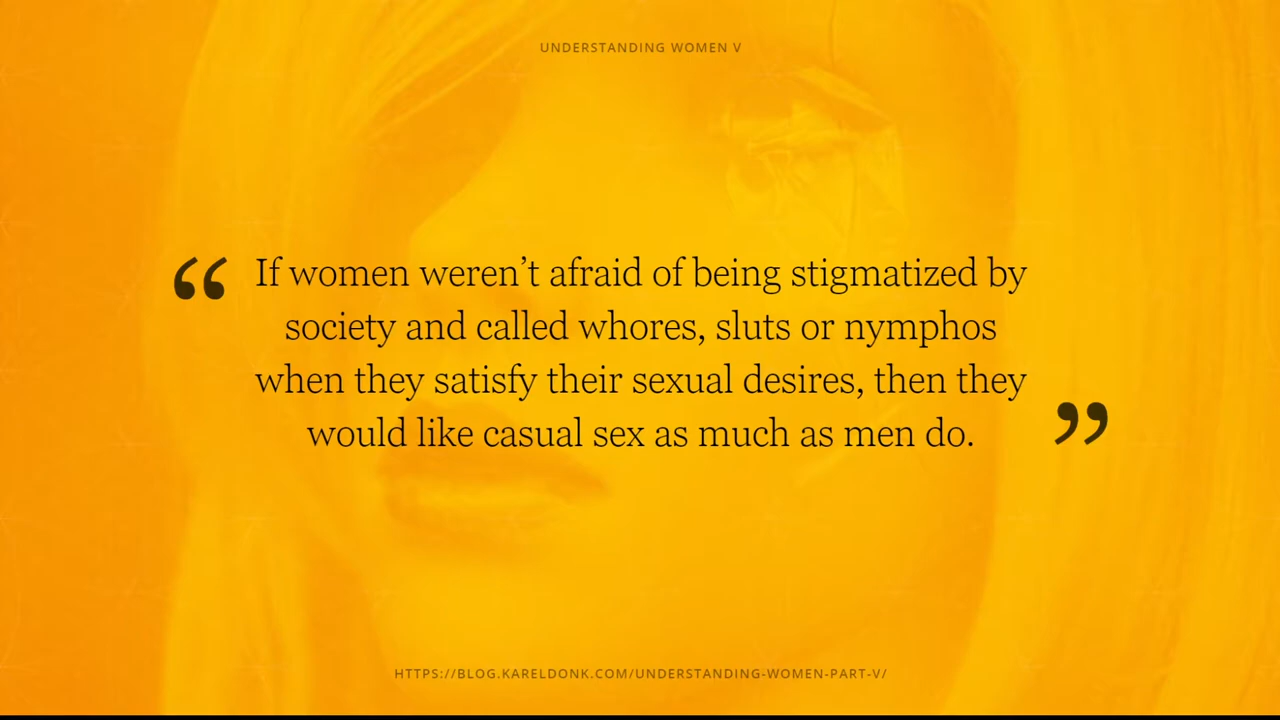 UNDERSTANDING WOMEN V
“ If women weren’t afraid of being stigmatized by
society and called whores, sluts or nymphos
when they satisfy their sexual desires, then they
would like casual sex as much as men do. ”
HTTPS://BLOG.KARELDONK.COM/UNDERSTANDING-WOMEN-PART-V/